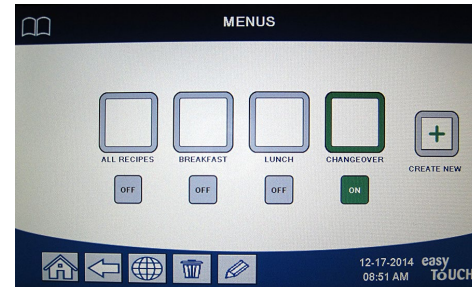 MENUS
ALL RECIPES
BREAKFAST
LUNCH
CHANGEOVER
CREATE NEW
OFF
OFF
OFF
ON
12-17-2014
08:51 AM
easy
TOUCH